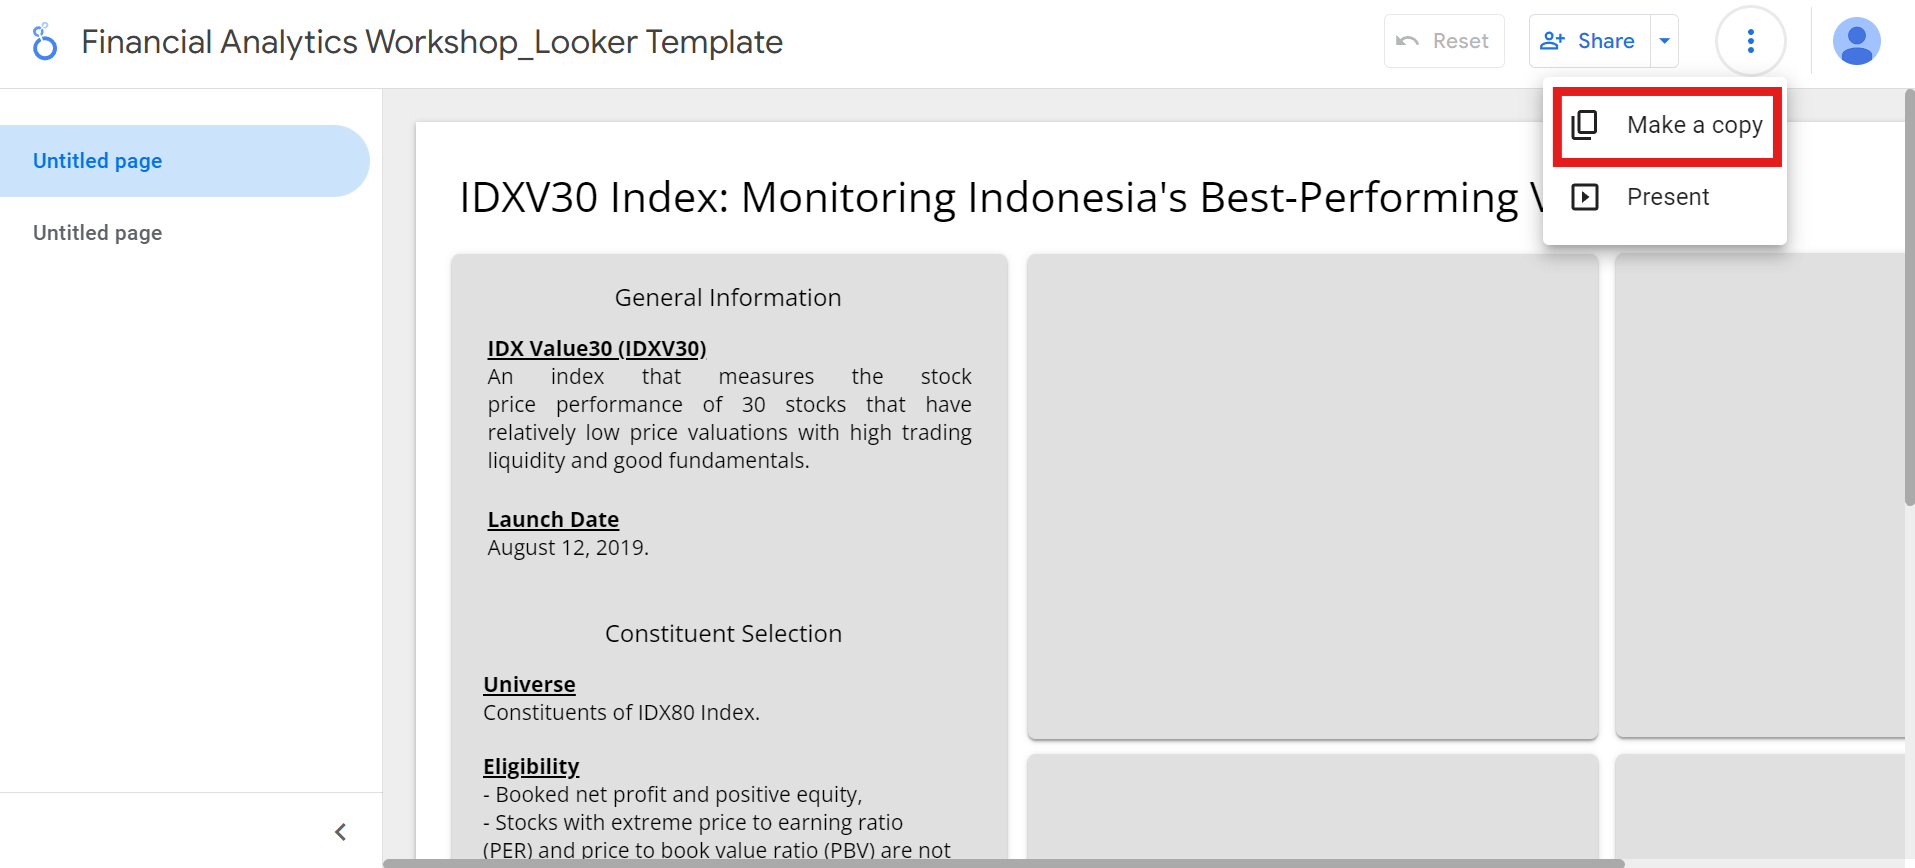 Financial Analytics Workshop_Looker Template
Reset
Share
Make a copy
Present
Untitled page
Untitled page
IDXV30 Index: Monitoring Indonesia's Best-Performing
General Information
IDX Value30 (IDXV30)
An index that measures the stock
price performance of 30 stocks that have
relatively low price valuations with high trading
liquidity and good fundamentals.
Launch Date
August 12, 2019.
Constituent Selection
Universe
Constituents of IDX80 Index.
Eligibility
- Booked net profit and positive equity,
- Stocks with extreme price to earning ratio
(PER) and price to book value ratio (PBV) are not